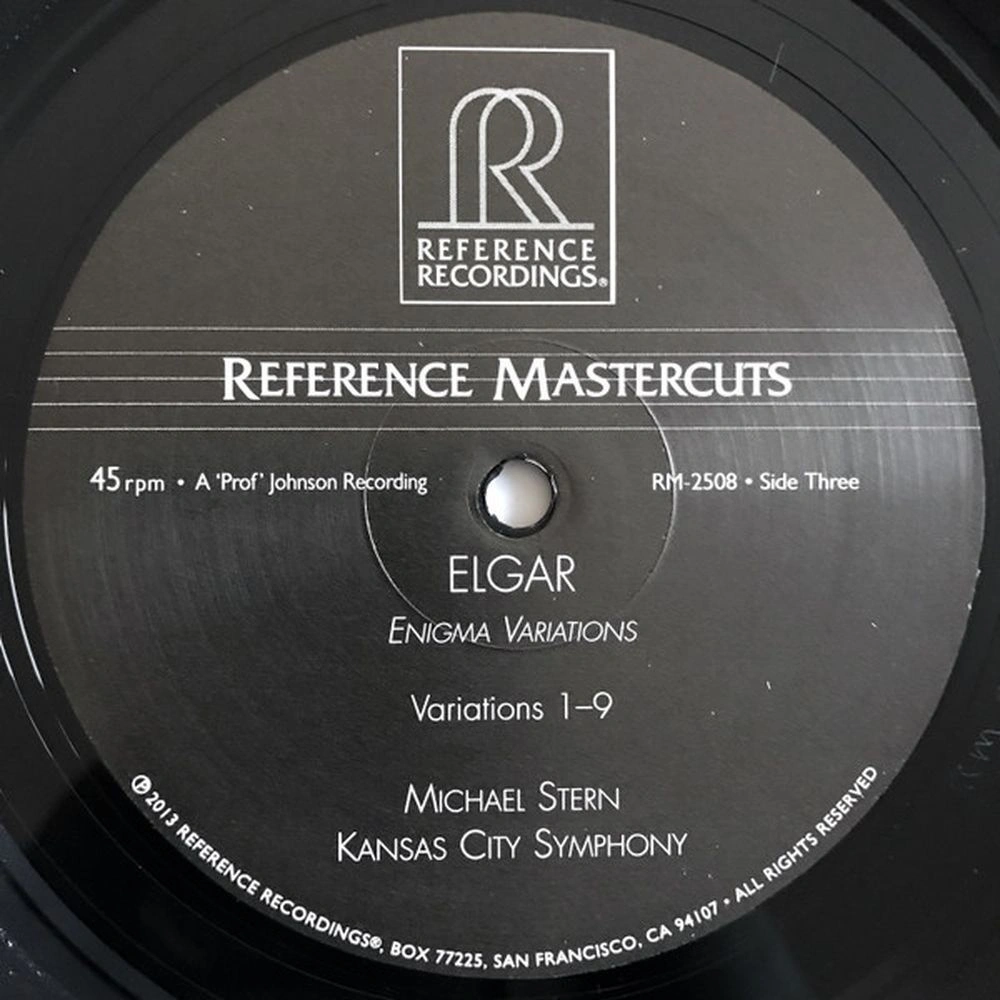 REFERENCE
RECORDINGS®
REFERENCE MASTERCUTS
45 rpm • A 'Prof' Johnson Recording
RM-2508 • Side Three
ELGAR
ENIGMA VARIATIONS
Variations 1–9
MICHAEL STERN
KANSAS CITY SYMPHONY
℗ 2013 REFERENCE RECORDINGS®, BOX 77225, SAN FRANCISCO, CA 94107 • ALL RIGHTS RESERVED